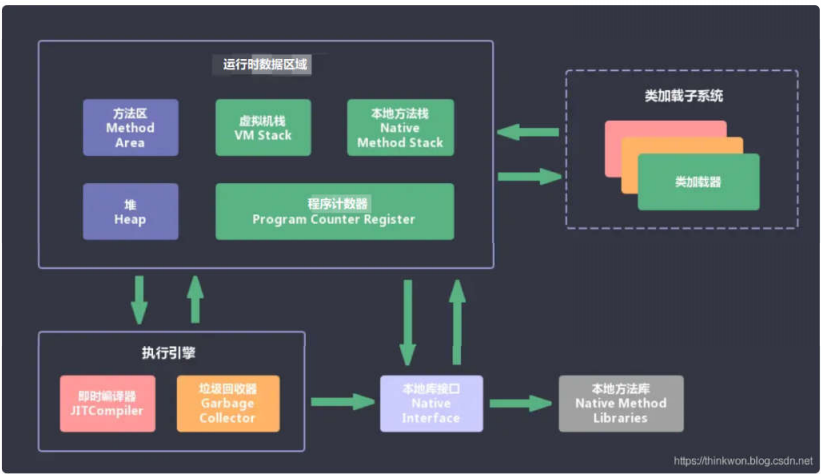 运行时数据区域
方法区
Method
Area
虚拟机栈
VM Stack
本地方法栈
Native
Method Stack
堆
Heap
程序计数器
Program Counter Register
类加载子系统
类加载器
执行引擎
即时编译器
JITCompiler
垃圾回收器
Garbage
Collector
本地库接口
Native
Interface
本地方法库
Native Method
Libraries
https://thinkwon.blog.csdn.net